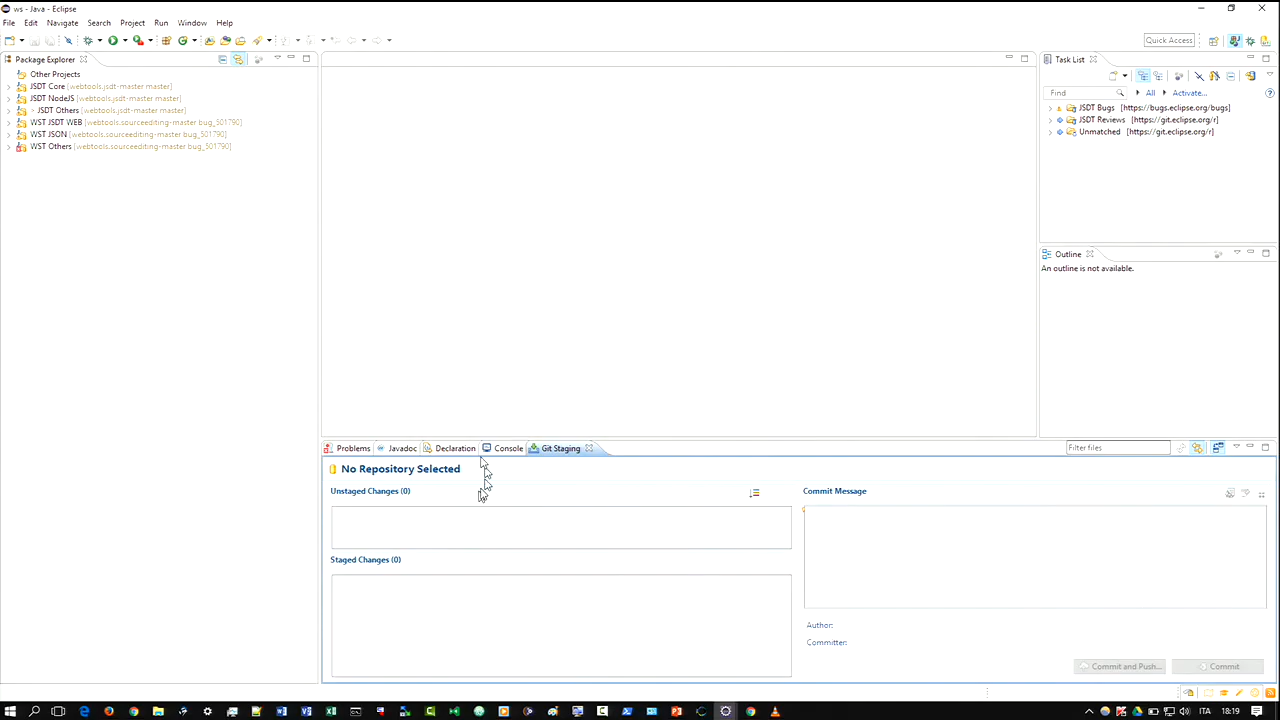 ws - Java - Eclipse
File Edit Navigate Search Project Run Window Help
Quick Access
Package Explorer
Other Projects
JSDT Core [webtools.jsdt-master master]
JSDT NodeJS [webtools.jsdt-master master]
> JSDT Others [webtools.jsdt-master master]
WST JSDT WEB [webtools.sourceediting-master bug_501790]
WST JSON [webtools.sourceediting-master bug_501790]
WST Others [webtools.sourceediting-master bug_501790]
Task List
Find All Activate...
JSDT Bugs [https://bugs.eclipse.org/bugs]
JSDT Reviews [https://git.eclipse.org/r]
Unmatched [https://git.eclipse.org/r]
Outline
An outline is not available.
Problems Javadoc Declaration Console Git Staging
Filter files
No Repository Selected
Unstaged Changes (0)
Staged Changes (0)
Commit Message
Author:
Committer:
Commit and Push... Commit
ITA 18:19